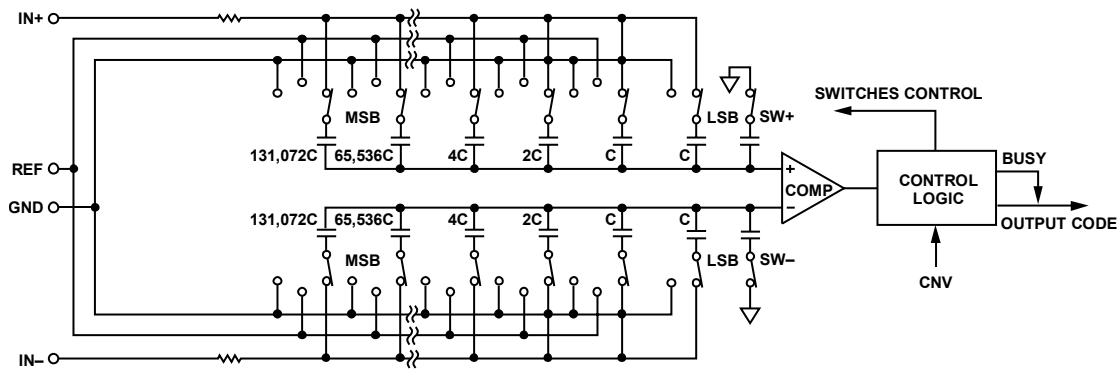 IN+
SWITCHES CONTROL
MSB
LSB
SW+
131,072C
65,536C
4C
2C
C
C
REF
GND
+
COMP
–
CONTROL
LOGIC
BUSY
OUTPUT CODE
131,072C
65,536C
4C
2C
C
C
MSB
LSB
SW–
CNV
IN–